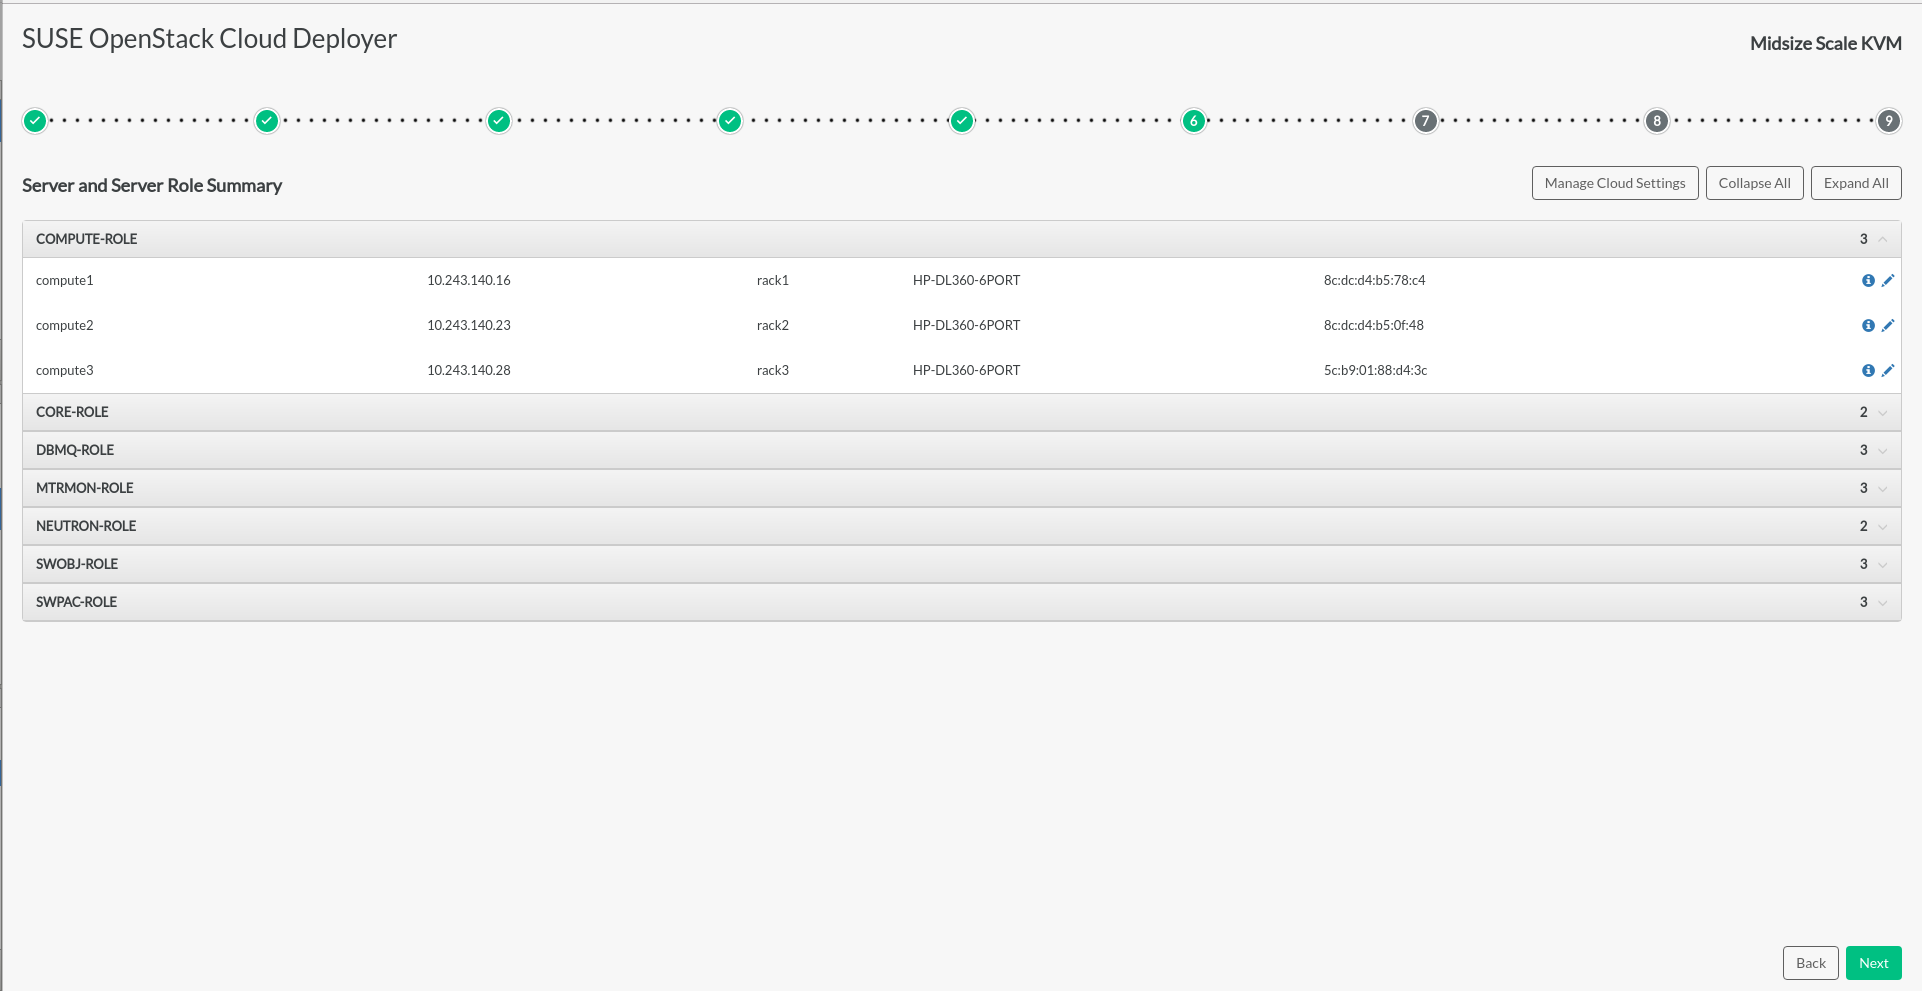 SUSE OpenStack Cloud Deployer
Midsize Scale KVM
6 7 8 9
Server and Server Role Summary
Manage Cloud Settings Collapse All Expand All
COMPUTE-ROLE 3
compute1 10.243.140.16 rack1 HP-DL360-6PORT 8c:dc:d4:b5:78:c4
compute2 10.243.140.23 rack2 HP-DL360-6PORT 8c:dc:d4:b5:0f:48
compute3 10.243.140.28 rack3 HP-DL360-6PORT 5c:b9:01:88:d4:3c
CORE-ROLE 2
DBMQ-ROLE 3
MTRMON-ROLE 3
NEUTRON-ROLE 2
SWOBJ-ROLE 3
SWPAC-ROLE 3
Back Next